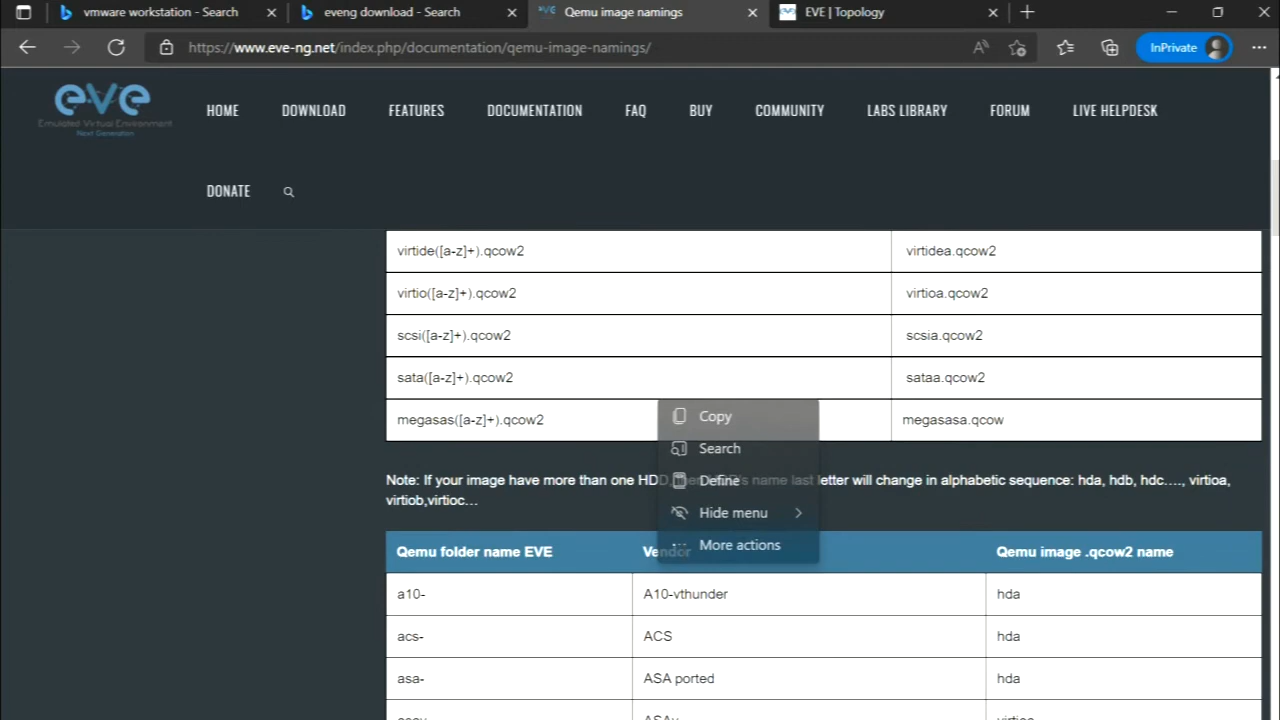 vmware workstation - Search
eveng download - Search
Qemu image namings
EVE | Topology
https://www.eve-ng.net/index.php/documentation/qemu-image-namings/
InPrivate
eve
Emulated Virtual Environment
Next Generation
HOME
DOWNLOAD
FEATURES
DOCUMENTATION
FAQ
BUY
COMMUNITY
LABS LIBRARY
FORUM
LIVE HELPDESK
DONATE
virtide([a-z]+).qcow2 virtidea.qcow2
virtio([a-z]+).qcow2 virtioa.qcow2
scsi([a-z]+).qcow2 scsia.qcow2
sata([a-z]+).qcow2 sataa.qcow2
megasas([a-z]+).qcow2 megasasa.qcow
Copy
Search
Define
Hide menu
More actions
Note: If your image have more than one HDD, name last letter will change in alphabetic sequence: hda, hdb, hdc…., virtioa,
virtiob,virtioc…
Qemu folder name EVE Vendor Qemu image .qcow2 name
a10- A10-vthunder hda
acs- ACS hda
asa- ASA ported hda